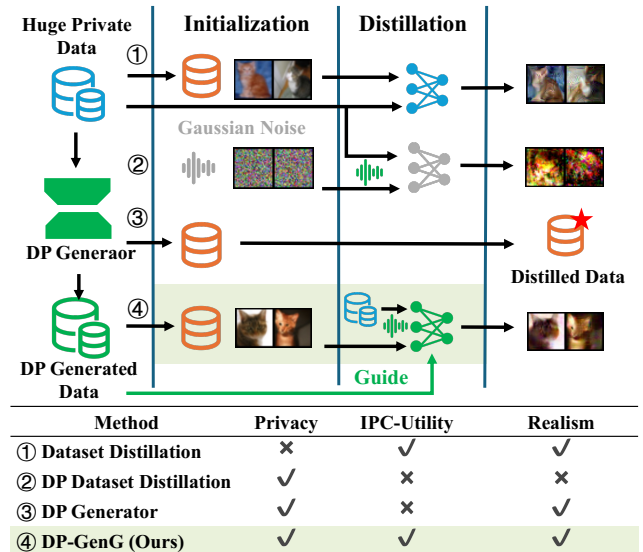 Huge Private
Data
Initialization
Distillation
①
Gaussian Noise
②
③
DP Generaor
Distilled Data
④
DP Generated
Data
Guide
Method Privacy IPC-Utility Realism
① Dataset Distillation × ✓ ✓
② DP Dataset Distillation ✓ × ×
③ DP Generator ✓ × ✓
④ DP-GenG (Ours) ✓ ✓ ✓